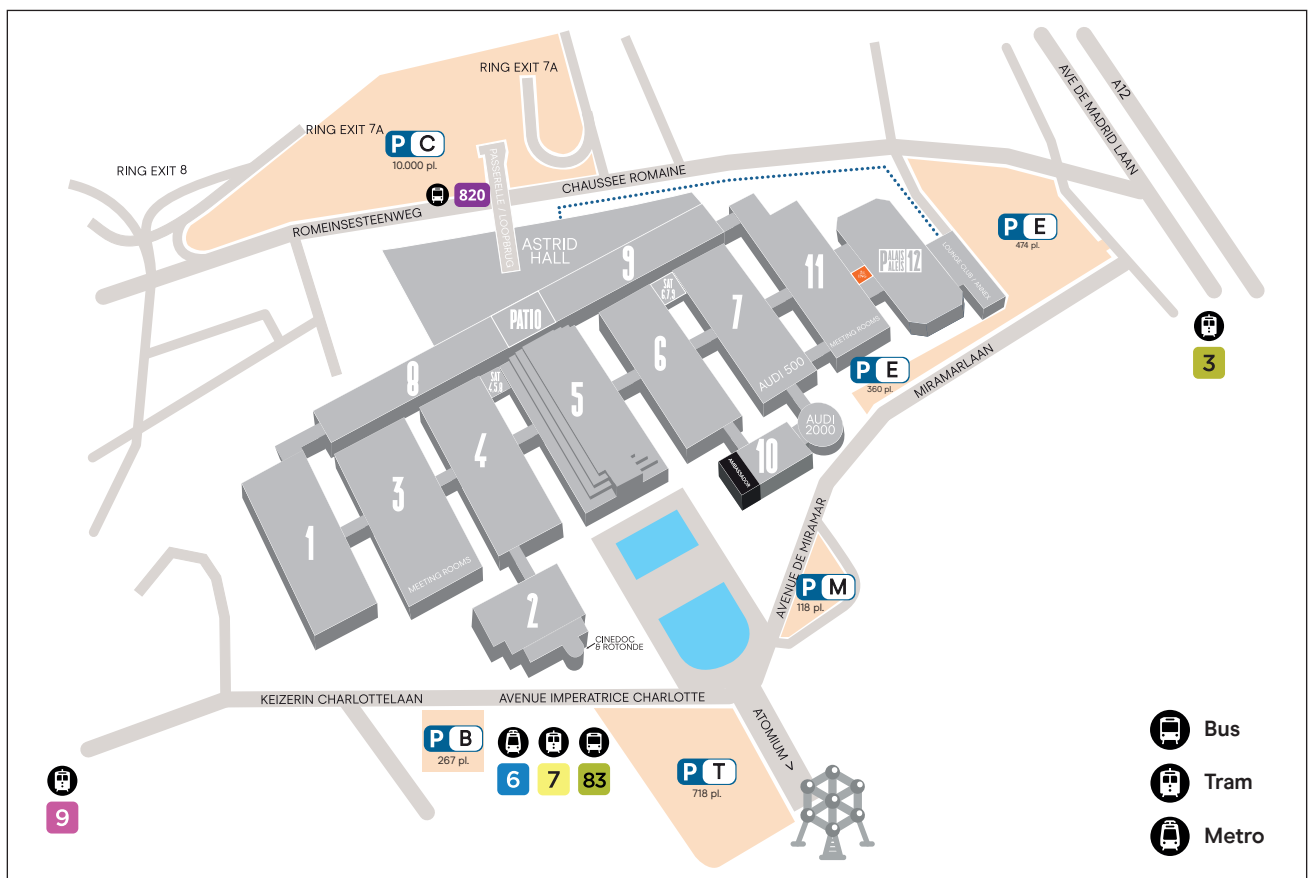 RING EXIT 7A
AVE DE MADRID LAAN
A12
RING EXIT 7A
P C
10.000 pl.
RING EXIT 8
PASSERELLE / LOOPBRUG
820
CHAUSSEE ROMAINE
ROMEINSESTEENWEG
P E
474 pl.
ASTRID
HALL
9
11
PALAIS
PALEIS
12
LOUNGE CLUB / ANNEX
SAT
6.7.9
7
PATIO
MEETING ROOMS
6
3
8
SAT
4.5.8
5
AUDI 500
P E
360 pl.
MIRAMARLAAN
AUDI
2000
4
10
AMBASSADOR
3
1
MEETING ROOMS
AVENUE DE MIRAMAR
P M
118 pl.
2
CINEDOC
& ROTONDE
KEIZERIN CHARLOTTELAAN
AVENUE IMPERATRICE CHARLOTTE
ATOMIUM >
P B
267 pl.
6
7
83
P T
718 pl.
9
Bus
Tram
Metro